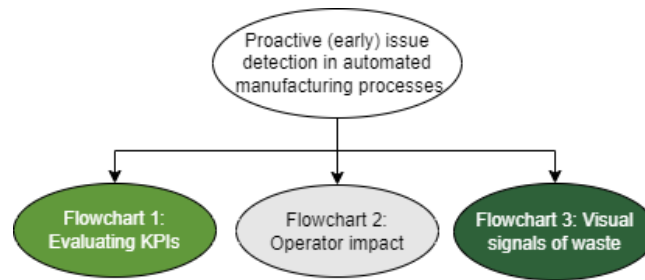 Proactive (early) issue
detection in automated
manufacturing processes
Flowchart 1:
Evaluating KPIs
Flowchart 2:
Operator impact
Flowchart 3: Visual
signals of waste